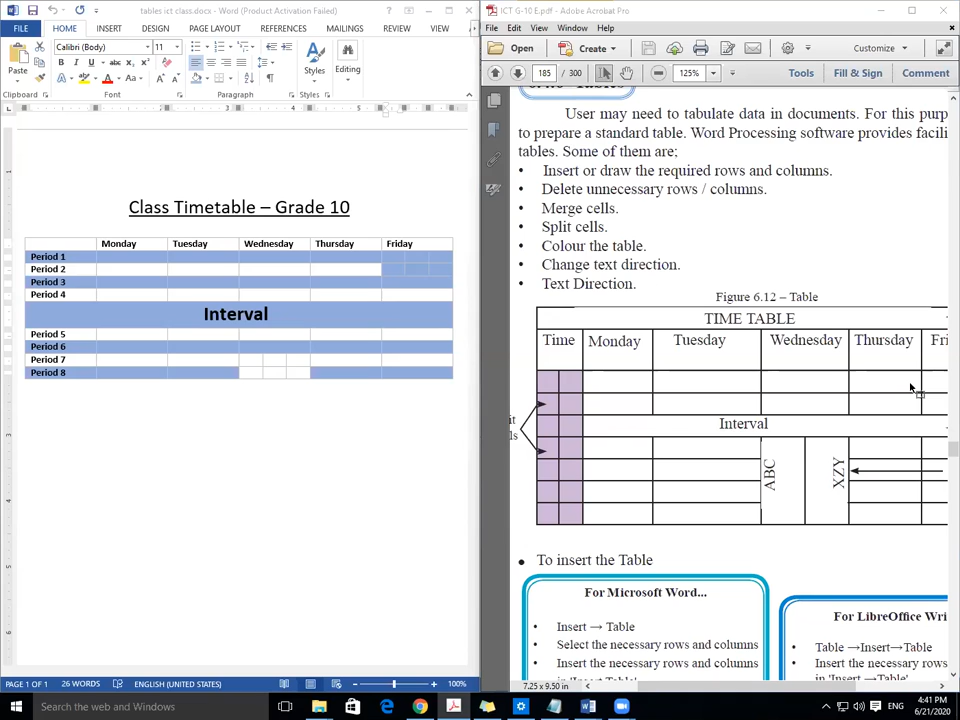 tables ict class.docx - Word (Product Activation Failed)
FILE HOME INSERT DESIGN PAGE LAYOUT REFERENCES MAILINGS REVIEW VIEW
Calibri (Body) 11
Paste
Styles
Editing
Clipboard Font Paragraph Styles
Class Timetable – Grade 10
Monday Tuesday Wednesday Thursday Friday
Period 1
Period 2
Period 3
Period 4
Interval
Period 5
Period 6
Period 7
Period 8
PAGE 1 OF 1 26 WORDS ENGLISH (UNITED STATES) 100%
ICT G-10 E.pdf - Adobe Acrobat Pro
File Edit View Window Help
Open Create Customize
185 / 300 125% Tools Fill & Sign Comment
User may need to tabulate data in documents. For this purp
to prepare a standard table. Word Processing software provides facili
tables. Some of them are;
• Insert or draw the required rows and columns.
• Delete unnecessary rows / columns.
• Merge cells.
• Split cells.
• Colour the table.
• Change text direction.
• Text Direction.
Figure 6.12 – Table
TIME TABLE
Time Monday Tuesday Wednesday Thursday Fri
it
ls
Interval
ABC XZY
• To insert the Table
For Microsoft Word...
• Insert → Table
• Select the necessary rows and columns
• Insert the necessary rows and columns
in 'Insert →Table'
For LibreOffice Wri
• Table →Insert→Table
• Insert the necessary rows
in 'Insert →Table'
7.25 x 9.50 in
Search the web and Windows
ENG
4:41 PM
6/21/2020